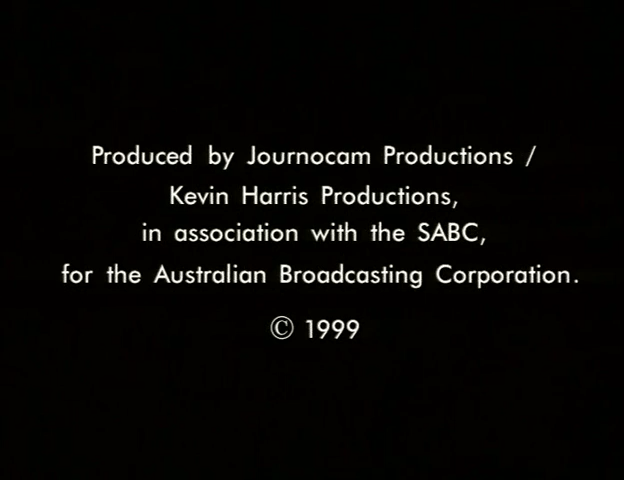 Produced by Journocam Productions /
Kevin Harris Productions,
in association with the SABC,
for the Australian Broadcasting Corporation.
© 1999